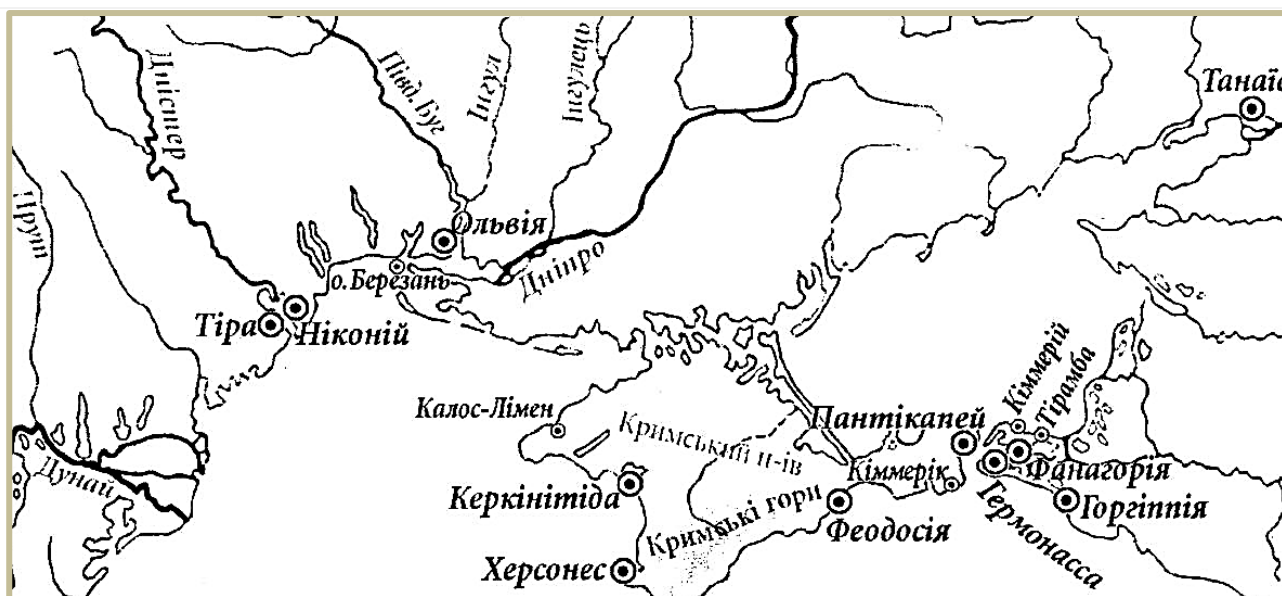 Дністер
Півд. Буг
Інгул
Інгулець
Танаїс
Прут
Ольвія
о. Березань
Дніпро
Тіра
Ніконій
Калос-Лімен
Кримський п-ів
Пантікапей
Кіммерій
Тірамба
Дунай
Керкінітіда
Кримські гори
Кіммерік
Фанагорія
Феодосія
Гермонасса
Горгіппія
Херсонес